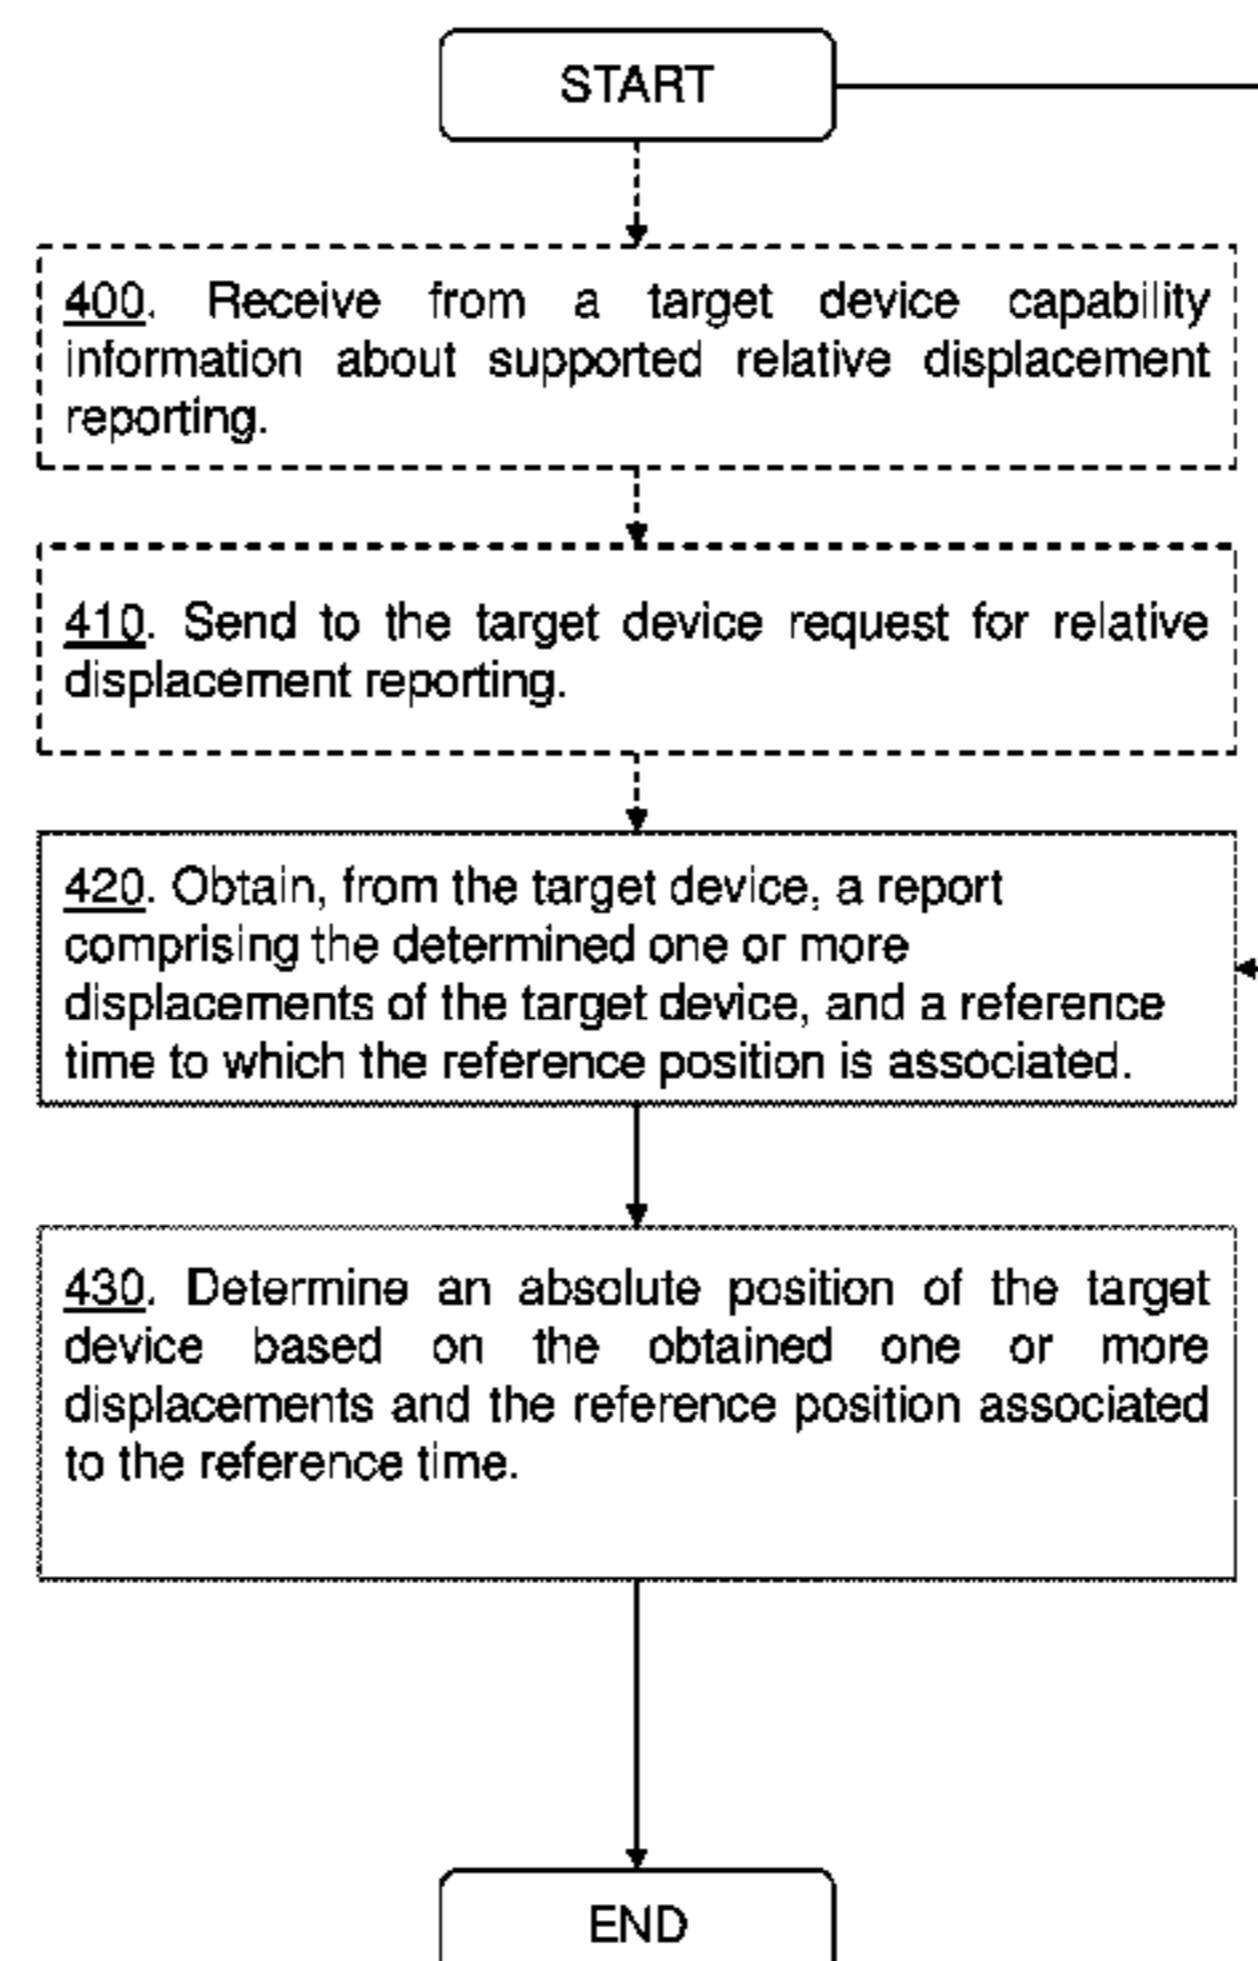 START
400. Receive from a target device capability
information about supported relative displacement
reporting.
410. Send to the target device request for relative
displacement reporting.
420. Obtain, from the target device, a report
comprising the determined one or more
displacements of the target device, and a reference
time to which the reference position is associated.
430. Determine an absolute position of the target
device based on the obtained one or more
displacements and the reference position associated
to the reference time.
END